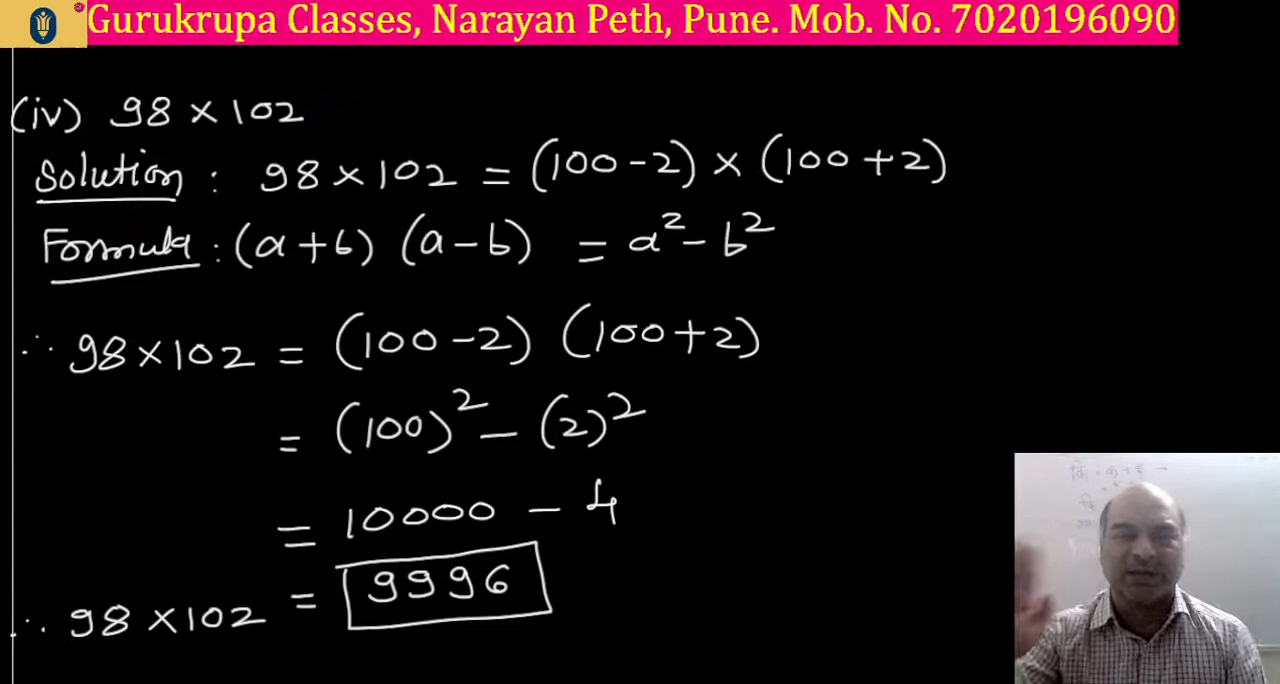 Gurukrupa Classes, Narayan Peth, Pune. Mob. No. 7020196090
(iv) 98 × 102
Solution : 98 × 102 = (100 - 2) × (100 + 2)
Formula : (a + b) (a - b) = a² - b²
∴ 98 × 102 = (100 - 2) (100 + 2)
= (100)² - (2)²
= 10000 - 4
∴ 98 × 102 = 9996